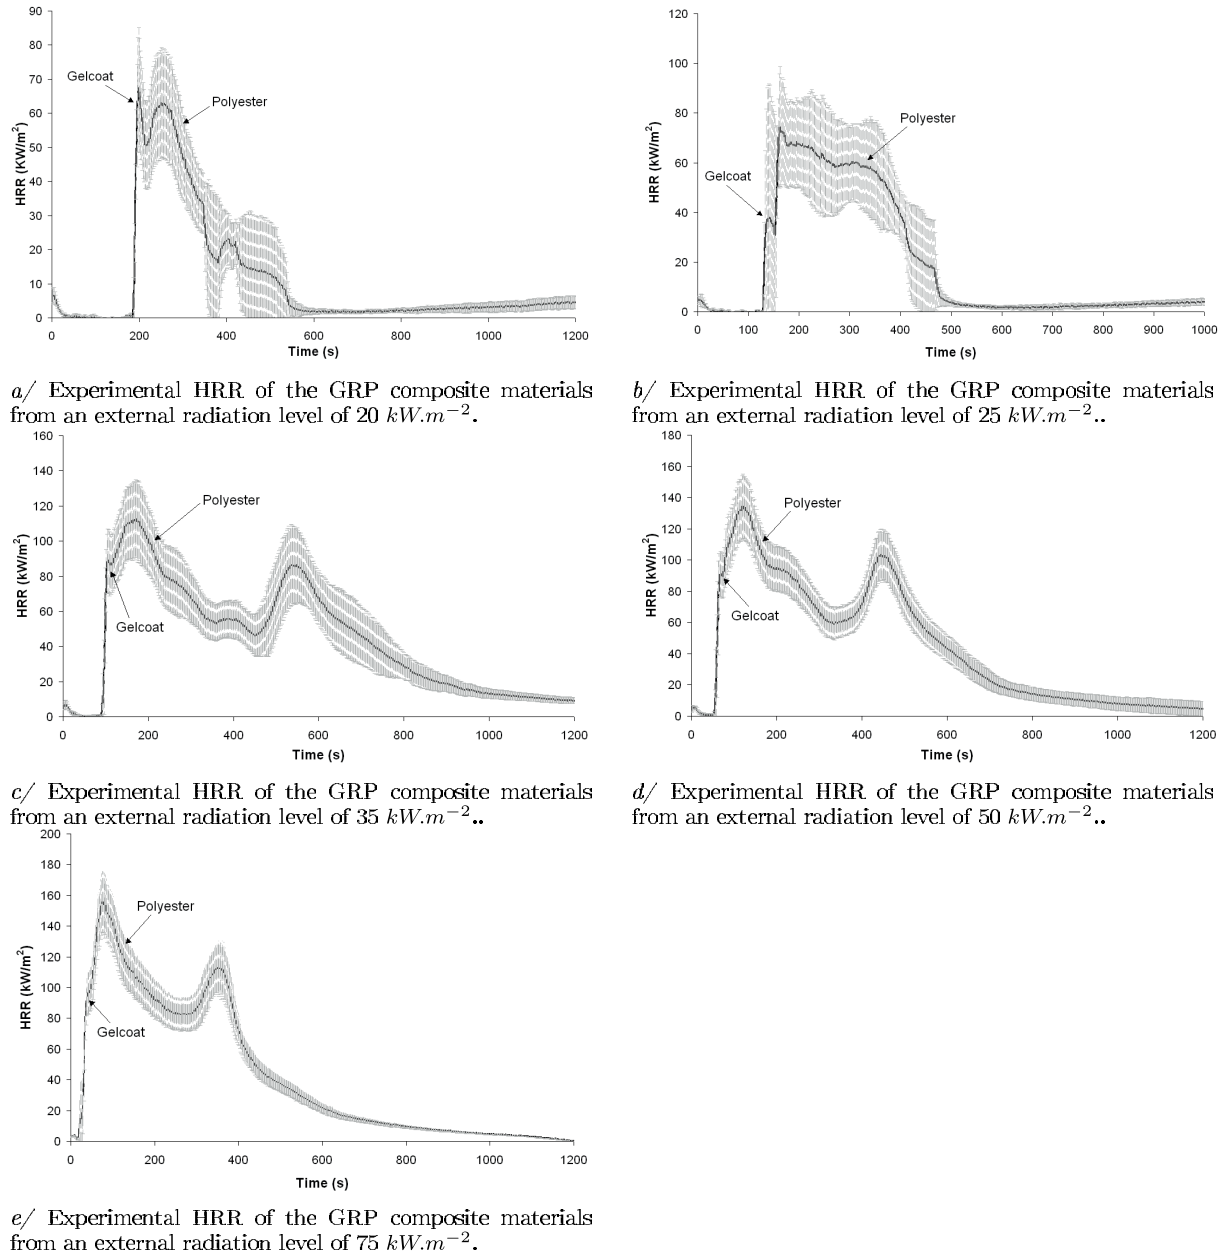 90
80
70
60
50
40
30
20
10
0
HRR (KW/m²)
Gelcoat
Polyester
0 200 400 600 800 1000 1200
Time (s)
a/ Experimental HRR of the GRP composite materials
from an external radiation level of 20 kW.m−2.
120
100
80
60
40
20
0
HRR (kW/m²)
Polyester
Gelcoat
0 100 200 300 400 500 600 700 800 900 1000
Time (s)
b/ Experimental HRR of the GRP composite materials
from an external radiation level of 25 kW.m−2..
160
140
120
100
80
60
40
20
0
HRR (kW/m²)
Polyester
Gelcoat
0 200 400 600 800 1000 1200
Time (s)
c/ Experimental HRR of the GRP composite materials
from an external radiation level of 35 kW.m−2..
180
160
140
120
100
80
60
40
20
0
HRR (kW/m²)
Polyester
Gelcoat
0 200 400 600 800 1000 1200
Time (s)
d/ Experimental HRR of the GRP composite materials
from an external radiation level of 50 kW.m−2..
200
180
160
140
120
100
80
60
40
20
0
HRR (kW/m²)
Polyester
Gelcoat
0 200 400 600 800 1000 1200
Time (s)
e/ Experimental HRR of the GRP composite materials
from an external radiation level of 75 kW.m−2.